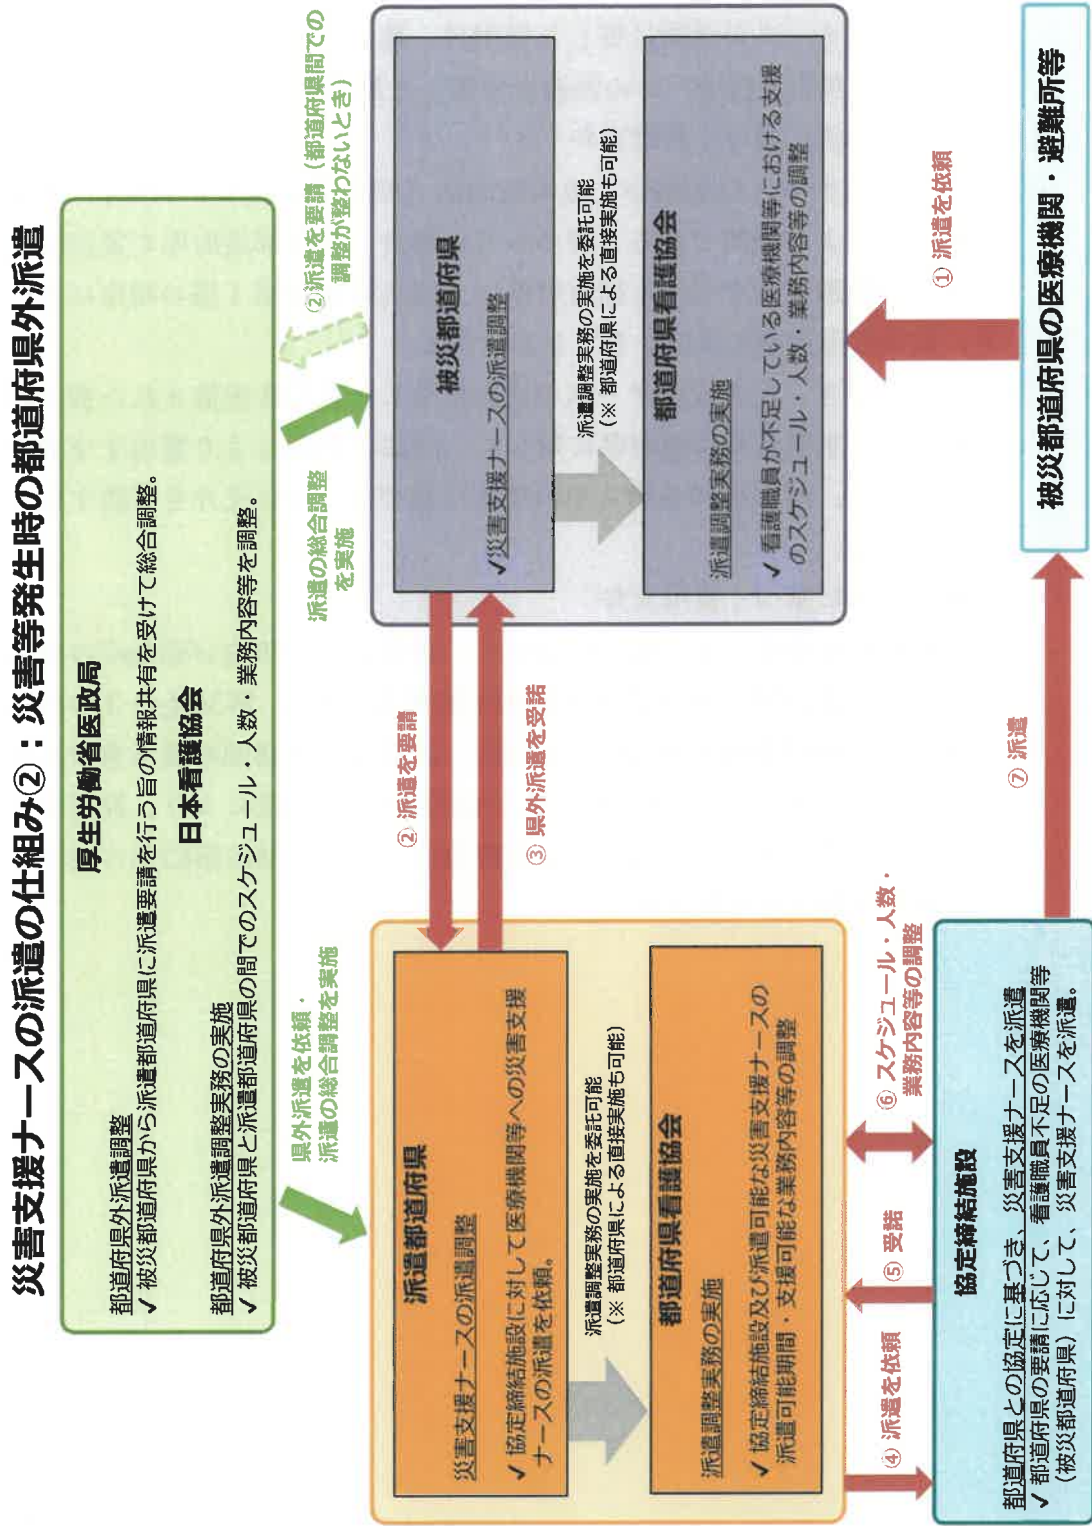 災害支援ナースの派遣の仕組み②：災害等発生時の都道府県外派遣
厚生労働省医政局
都道府県外派遣調整
✓ 被災都道府県から派遣都道府県に派遣要請を行う旨の情報共有を受けて総合調整。
日本看護協会
都道府県外派遣調整実務の実施
✓ 被災都道府県と派遣都道府県の間でのスケジュール・人数・業務内容等を調整。
県外派遣を依頼・
派遣の総合調整を実施
派遣の総合調整
を実施
②派遣を要請（都道府県間での
調整が整わないとき）
派遣都道府県
災害支援ナースの派遣調整
✓ 協定締結施設に対して医療機関等への災害支援
ナースの派遣を依頼。
派遣調整実務の実施を委託可能
（※ 都道府県による直接実施も可能）
都道府県看護協会
派遣調整実務の実施
✓ 協定締結施設及び派遣可能な災害支援ナースの
派遣可能期間・支援可能な業務内容等の調整
② 派遣を要請
③ 県外派遣を受諾
被災都道府県
✓災害支援ナースの派遣調整
派遣調整実務の実施を委託可能
（※ 都道府県による直接実施も可能）
都道府県看護協会
派遣調整実務の実施
✓ 看護職員が不足している医療機関等における支援
のスケジュール・人数・業務内容等の調整
④ 派遣を依頼
⑤ 受諾
⑥ スケジュール・人数・
業務内容等の調整
① 派遣を依頼
協定締結施設
都道府県との協定に基づき、災害支援ナースを派遣
✓ 都道府県の要請に応じて、看護職員不足の医療機関等
（被災都道府県）に対して、災害支援ナースを派遣。
⑦ 派遣
被災都道府県の医療機関・避難所等